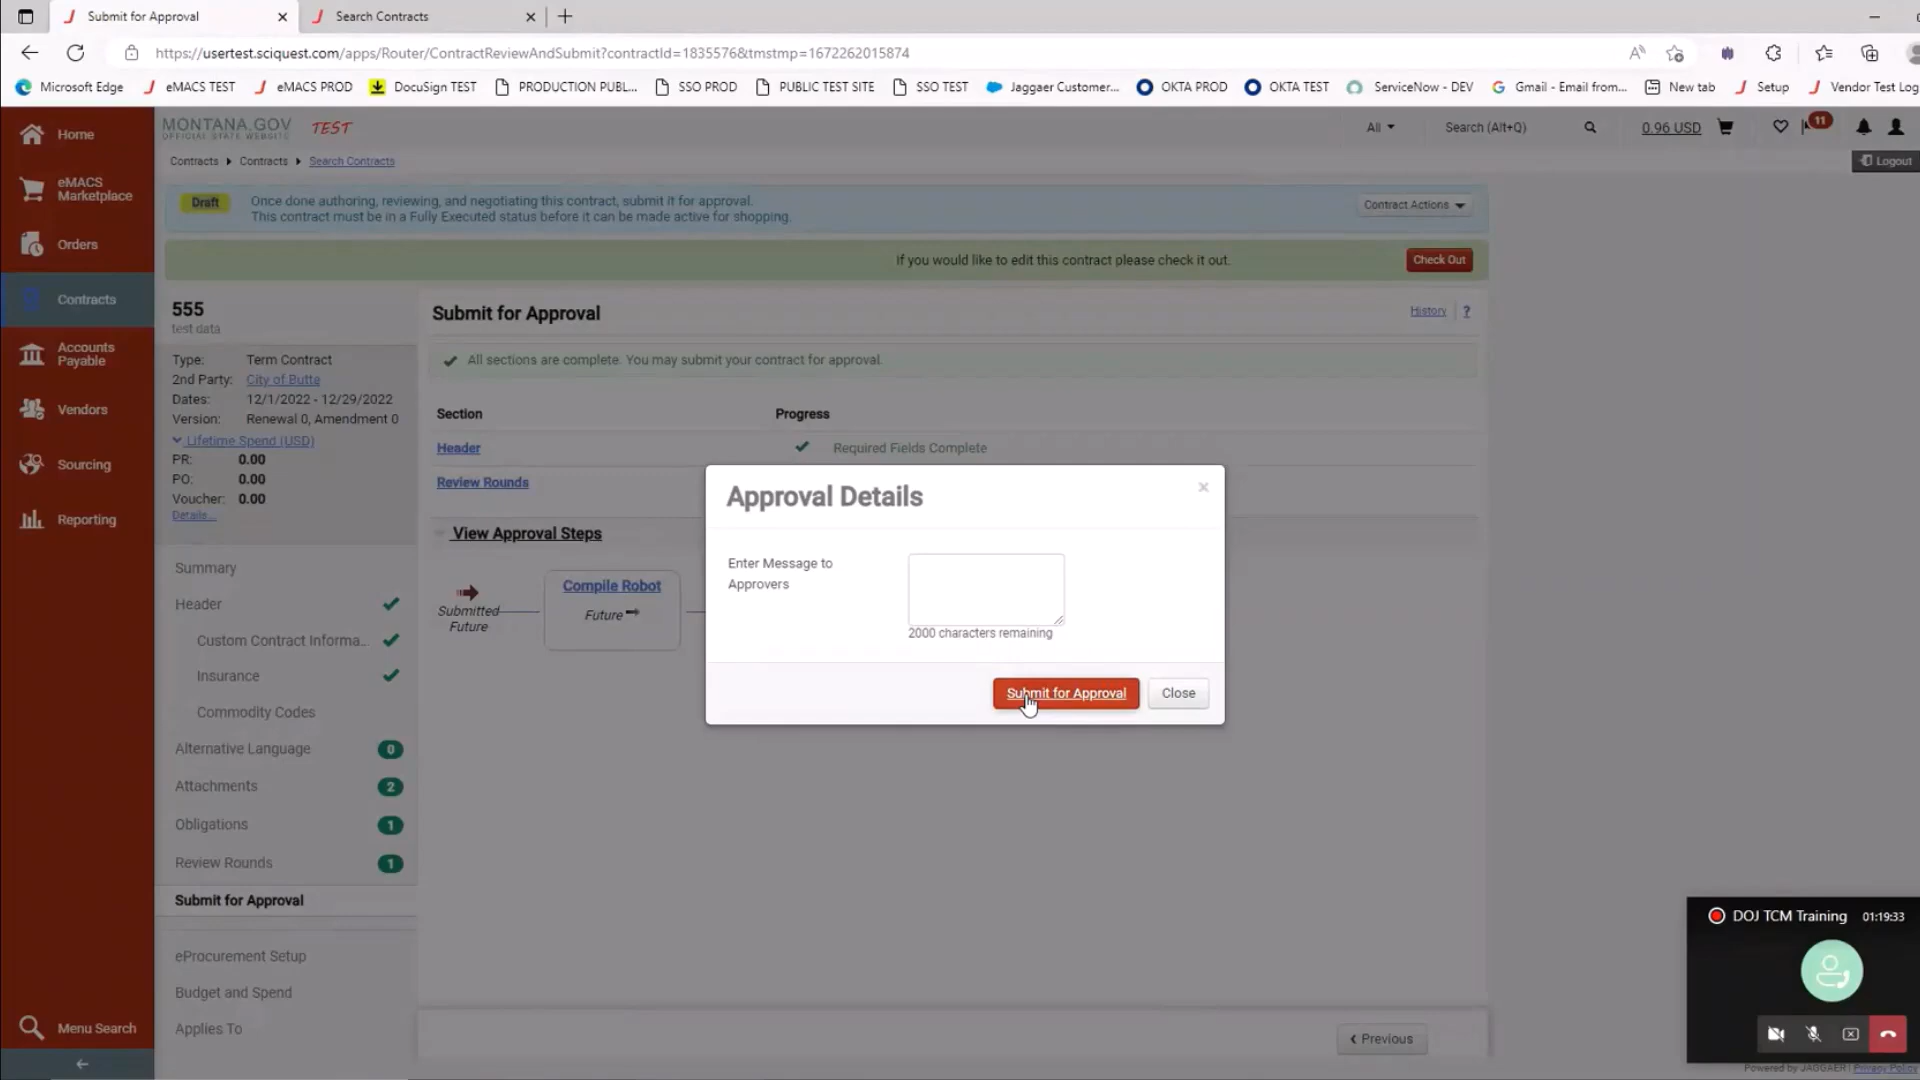 Submit for Approval
Search Contracts
https://usertest.sciquest.com/apps/Router/ContractReviewAndSubmit?contractId=1835576&tmstmp=1672262015874
Microsoft Edge
eMACS TEST
eMACS PROD
DocuSign TEST
PRODUCTION PUBL...
SSO PROD
PUBLIC TEST SITE
SSO TEST
Jaggaer Customer...
OKTA PROD
OKTA TEST
ServiceNow - DEV
Gmail - Email from...
New tab
Setup
Vendor Test Log
Home
eMACS
Marketplace
Orders
Contracts
Accounts
Payable
Vendors
Sourcing
Reporting
Menu Search
MONTANA.GOV
OFFICIAL STATE WEBSITE
TEST
All
Search (Alt+Q)
0.96 USD
11
Contracts
Contracts
Search Contracts
Logout
Draft
Once done authoring, reviewing, and negotiating this contract, submit it for approval.
This contract must be in a Fully Executed status before it can be made active for shopping.
Contract Actions
If you would like to edit this contract please check it out.
Check Out
555
test data
Type: Term Contract
2nd Party: City of Butte
Dates: 12/1/2022 - 12/29/2022
Version: Renewal 0, Amendment 0
Lifetime Spend (USD)
PR: 0.00
PO: 0.00
Voucher: 0.00
Details...
Summary
Header
Custom Contract Informa...
Insurance
Commodity Codes
Alternative Language 0
Attachments 2
Obligations 1
Review Rounds 1
Submit for Approval
eProcurement Setup
Budget and Spend
Applies To
Submit for Approval
History
?
All sections are complete. You may submit your contract for approval.
Section Progress
Header Required Fields Complete
Review Rounds
View Approval Steps
Submitted
Future
Compile Robot
Future
Approval Details
×
Enter Message to
Approvers
2000 characters remaining
Submit for Approval
Close
Previous
DOJ TCM Training 01:19:33
Powered by JAGGAER | Privacy Policy